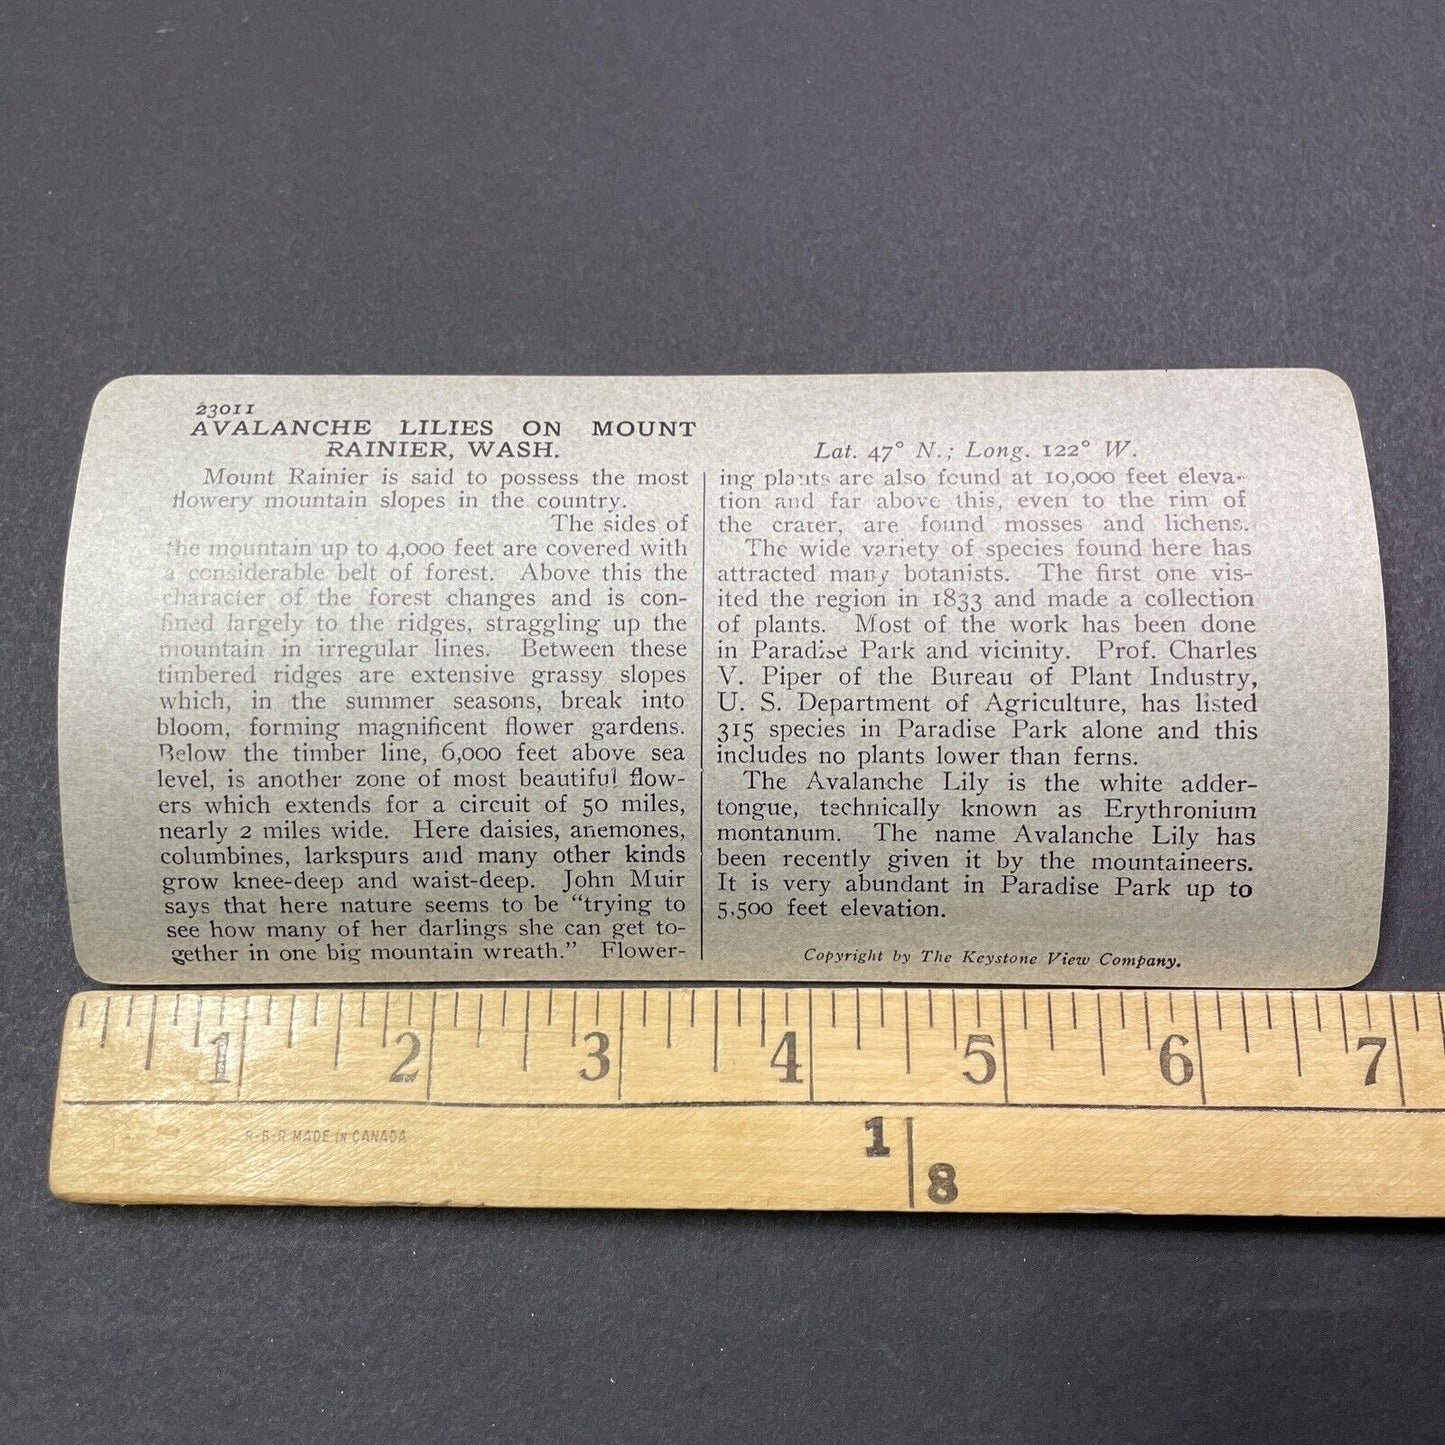 23011
AVALANCHE LILIES ON MOUNT
RAINIER, WASH.
Mount Rainier is said to possess the most
flowery mountain slopes in the country.
The sides of
the mountain up to 4,000 feet are covered with
a considerable belt of forest. Above this the
character of the forest changes and is con-
fined largely to the ridges, straggling up the
mountain in irregular lines. Between these
timbered ridges are extensive grassy slopes
which, in the summer seasons, break into
bloom, forming magnificent flower gardens.
Below the timber line, 6,000 feet above sea
level, is another zone of most beautiful flow-
ers which extends for a circuit of 50 miles,
nearly 2 miles wide. Here daisies, anemones,
columbines, larkspurs and many other kinds
grow knee-deep and waist-deep. John Muir
says that here nature seems to be "trying to
see how many of her darlings she can get to-
gether in one big mountain wreath." Flower-
Lat. 47° N.; Long. 122° W.
ing plants are also found at 10,000 feet eleva-
tion and far above this, even to the rim of
the crater, are found mosses and lichens.
The wide variety of species found here has
attracted many botanists. The first one vis-
ited the region in 1833 and made a collection
of plants. Most of the work has been done
in Paradise Park and vicinity. Prof. Charles
V. Piper of the Bureau of Plant Industry,
U. S. Department of Agriculture, has listed
315 species in Paradise Park alone and this
includes no plants lower than ferns.
The Avalanche Lily is the white adder-
tongue, technically known as Erythronium
montanum. The name Avalanche Lily has
been recently given it by the mountaineers.
It is very abundant in Paradise Park up to
5,500 feet elevation.
Copyright by The Keystone View Company.
1 2 3 4 5 6 7
R·B·R MADE IN CANADA
1
8